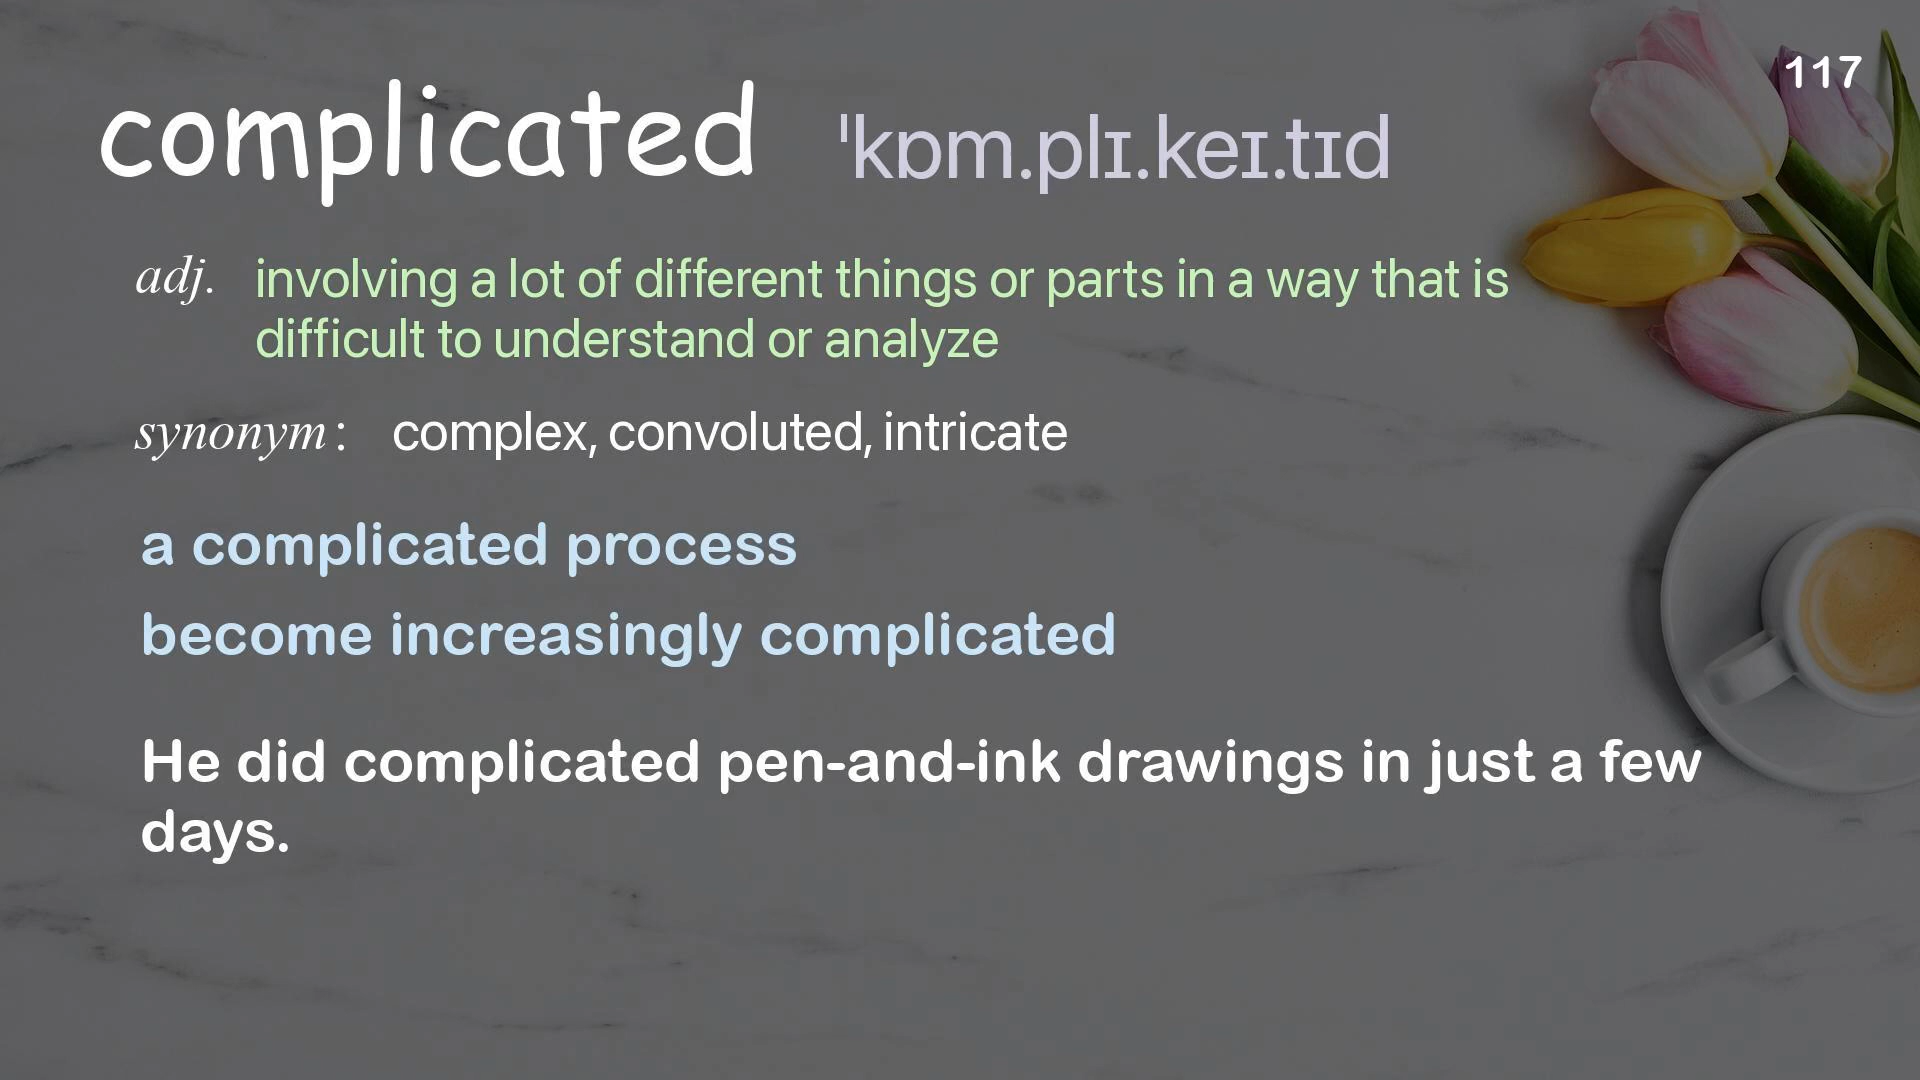 117
complicated ˈkɒm.plɪ.keɪ.tɪd
adj. involving a lot of different things or parts in a way that is
difficult to understand or analyze
synonym: complex, convoluted, intricate
a complicated process
become increasingly complicated
He did complicated pen-and-ink drawings in just a few
days.